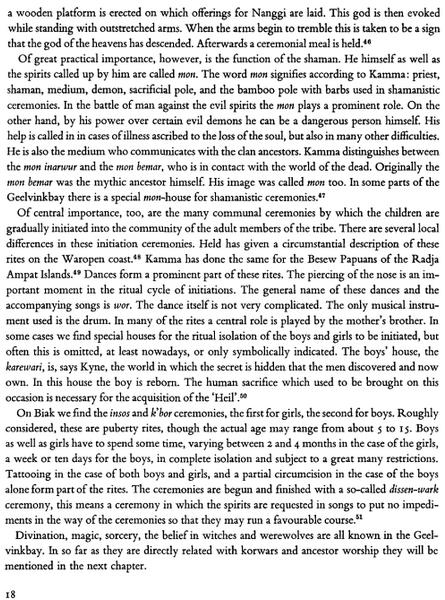 a wooden platform is erected on which offerings for Nanggi are laid. This god is then evoked
while standing with outstretched arms. When the arms begin to tremble this is taken to be a sign
that the god of the heavens has descended. Afterwards a ceremonial meal is held.⁴⁶
Of great practical importance, however, is the function of the shaman. He himself as well as
the spirits called up by him are called mon. The word mon signifies according to Kamma: priest,
shaman, medium, demon, sacrificial pole, and the bamboo pole with barbs used in shamanistic
ceremonies. In the battle of man against the evil spirits the mon plays a prominent role. On the
other hand, by his power over certain evil demons he can be a dangerous person himself. His
help is called in in cases of illness ascribed to the loss of the soul, but also in many other difficulties.
He is also the medium who communicates with the clan ancestors. Kamma distinguishes between
the mon inarwur and the mon bemar, who is in contact with the world of the dead. Originally the
mon bemar was the mythic ancestor himself. His image was called mon too. In some parts of the
Geelvinkbay there is a special mon-house for shamanistic ceremonies.⁴⁷
Of central importance, too, are the many communal ceremonies by which the children are
gradually initiated into the community of the adult members of the tribe. There are several local
differences in these initiation ceremonies. Held has given a circumstantial description of these
rites on the Waropen coast.⁴⁸ Kamma has done the same for the Besew Papuans of the Radja
Ampat Islands.⁴⁹ Dances form a prominent part of these rites. The piercing of the nose is an im-
portant moment in the ritual cycle of initiations. The general name of these dances and the
accompanying songs is wor. The dance itself is not very complicated. The only musical instru-
ment used is the drum. In many of the rites a central role is played by the mother's brother. In
some cases we find special houses for the ritual isolation of the boys and girls to be initiated, but
often this is omitted, at least nowadays, or only symbolically indicated. The boys' house, the
karewari, is, says Kyne, the world in which the secret is hidden that the men discovered and now
own. In this house the boy is reborn. The human sacrifice which used to be brought on this
occasion is necessary for the acquisition of the 'Heil'.⁵⁰
On Biak we find the insos and k'bor ceremonies, the first for girls, the second for boys. Roughly
considered, these are puberty rites, though the actual age may range from about 5 to 15. Boys
as well as girls have to spend some time, varying between 2 and 4 months in the case of the girls,
a week or ten days for the boys, in complete isolation and subject to a great many restrictions.
Tattooing in the case of both boys and girls, and a partial circumcision in the case of the boys
alone form part of the rites. The ceremonies are begun and finished with a so-called dissen-wark
ceremony, this means a ceremony in which the spirits are requested in songs to put no impedi-
ments in the way of the ceremonies so that they may run a favourable course.⁵¹
Divination, magic, sorcery, the belief in witches and werewolves are all known in the Geel-
vinkbay. In so far as they are directly related with korwars and ancestor worship they will be
mentioned in the next chapter.
18